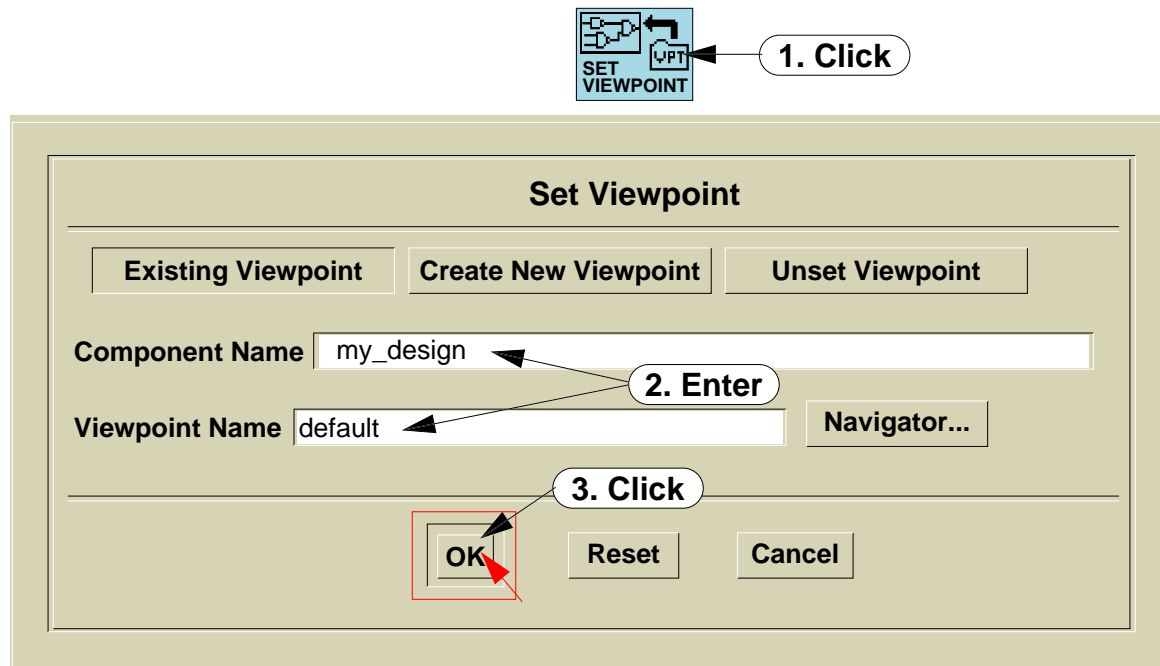 VPT
1. Click
SET
VIEWPOINT
Set Viewpoint
Existing Viewpoint Create New Viewpoint Unset Viewpoint
Component Name my_design
2. Enter
Viewpoint Name default Navigator...
3. Click
OK Reset Cancel